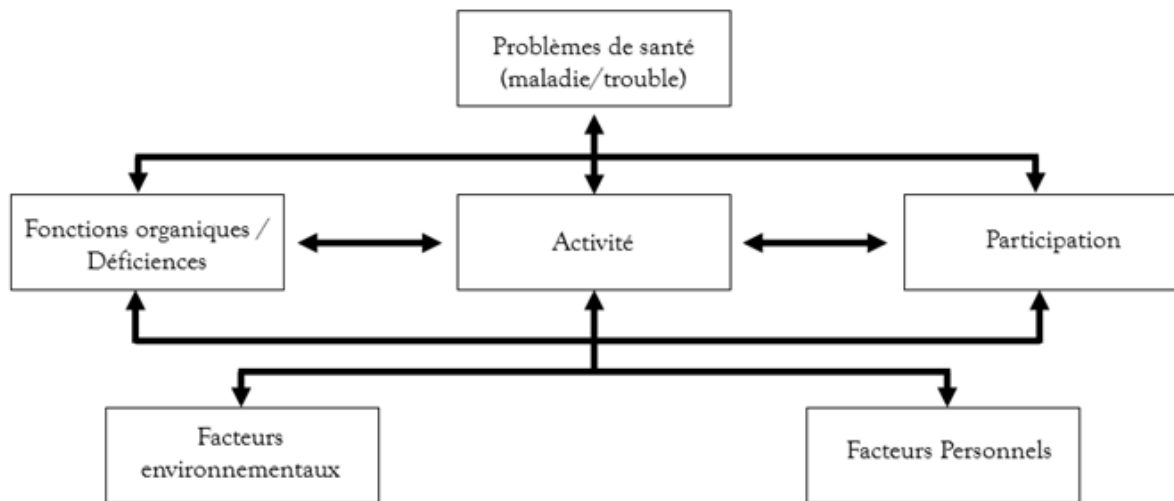 Problèmes de santé
(maladie/trouble)
Fonctions organiques /
Déficiences
Activité
Participation
Facteurs
environnementaux
Facteurs Personnels